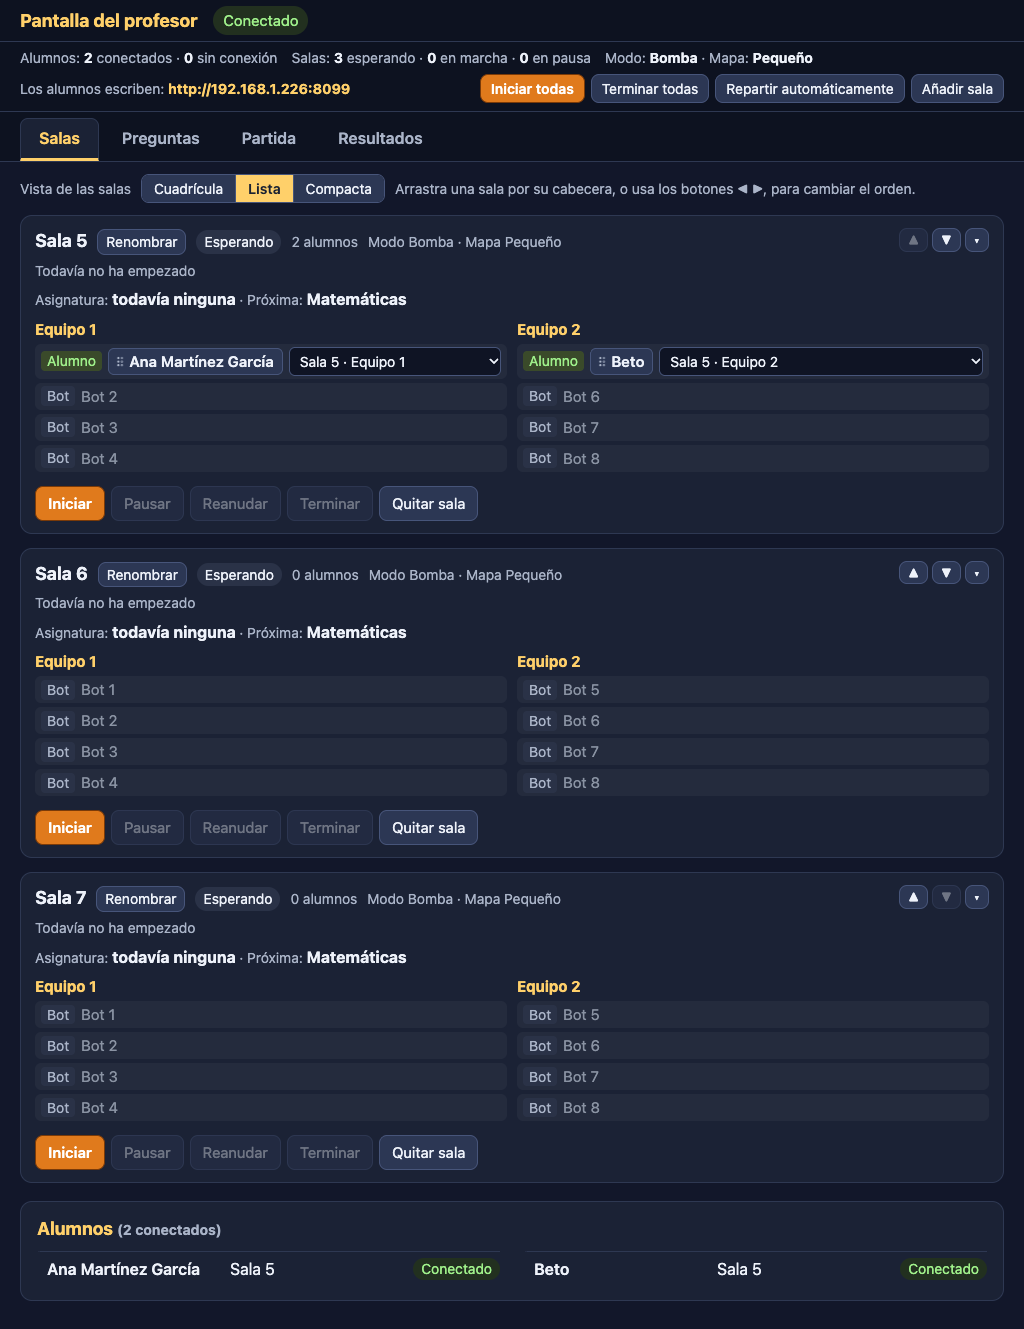 Pantalla del profesor Conectado
Alumnos: 2 conectados · 0 sin conexión Salas: 3 esperando · 0 en marcha · 0 en pausa Modo: Bomba · Mapa: Pequeño
Los alumnos escriben: http://192.168.1.226:8099 Iniciar todas Terminar todas Repartir automáticamente Añadir sala
Salas Preguntas Partida Resultados
Vista de las salas Cuadrícula Lista Compacta Arrastra una sala por su cabecera, o usa los botones ◀ ▶, para cambiar el orden.
Sala 5 Renombrar Esperando 2 alumnos Modo Bomba · Mapa Pequeño ▲ ▼ ▾
Todavía no ha empezado
Asignatura: todavía ninguna · Próxima: Matemáticas
Equipo 1 Equipo 2
Alumno ⠿ Ana Martínez García Sala 5 · Equipo 1 Alumno ⠿ Beto Sala 5 · Equipo 2
Bot Bot 2 Bot Bot 6
Bot Bot 3 Bot Bot 7
Bot Bot 4 Bot Bot 8
Iniciar Pausar Reanudar Terminar Quitar sala
Sala 6 Renombrar Esperando 0 alumnos Modo Bomba · Mapa Pequeño ▲ ▼ ▾
Todavía no ha empezado
Asignatura: todavía ninguna · Próxima: Matemáticas
Equipo 1 Equipo 2
Bot Bot 1 Bot Bot 5
Bot Bot 2 Bot Bot 6
Bot Bot 3 Bot Bot 7
Bot Bot 4 Bot Bot 8
Iniciar Pausar Reanudar Terminar Quitar sala
Sala 7 Renombrar Esperando 0 alumnos Modo Bomba · Mapa Pequeño ▲ ▼ ▾
Todavía no ha empezado
Asignatura: todavía ninguna · Próxima: Matemáticas
Equipo 1 Equipo 2
Bot Bot 1 Bot Bot 5
Bot Bot 2 Bot Bot 6
Bot Bot 3 Bot Bot 7
Bot Bot 4 Bot Bot 8
Iniciar Pausar Reanudar Terminar Quitar sala
Alumnos (2 conectados)
Ana Martínez García Sala 5 Conectado Beto Sala 5 Conectado